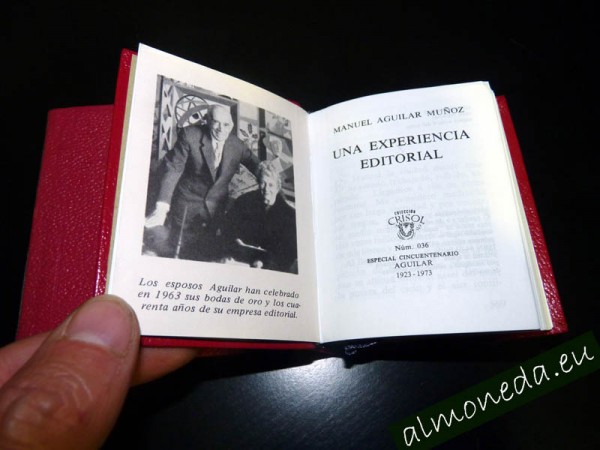 Los esposos Aguilar han celebrado
en 1963 sus bodas de oro y los cua-
renta años de su empresa editorial.
MANUEL AGUILAR MUÑOZ
UNA EXPERIENCIA
EDITORIAL
COLECCION
CRISOL
Núm. 036
ESPECIAL CINCUENTENARIO
AGUILAR
1923-1973
almoneda.eu